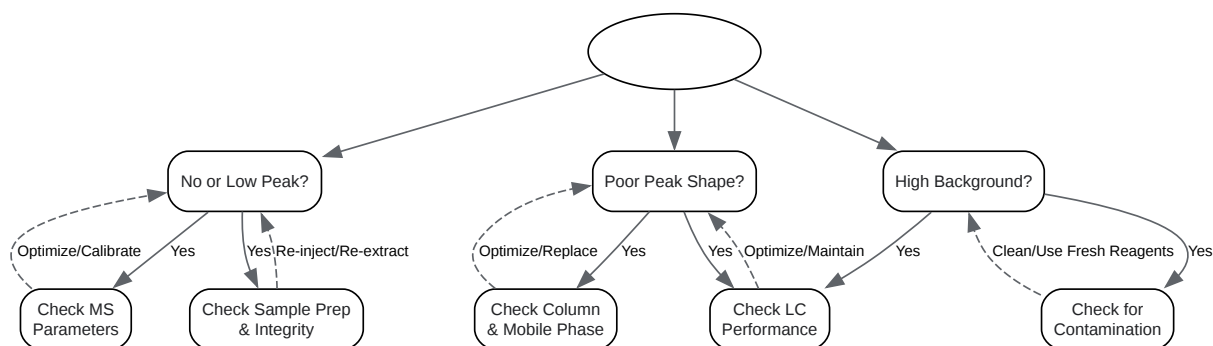 No or Low Peak?
Poor Peak Shape?
High Background?
Optimize/Calibrate
Yes
Yes
Re-inject/Re-extract
Optimize/Replace
Yes
Yes
Optimize/Maintain
Yes
Clean/Use Fresh Reagents
Yes
Check MS
Parameters
Check Sample Prep
& Integrity
Check Column
& Mobile Phase
Check LC
Performance
Check for
Contamination